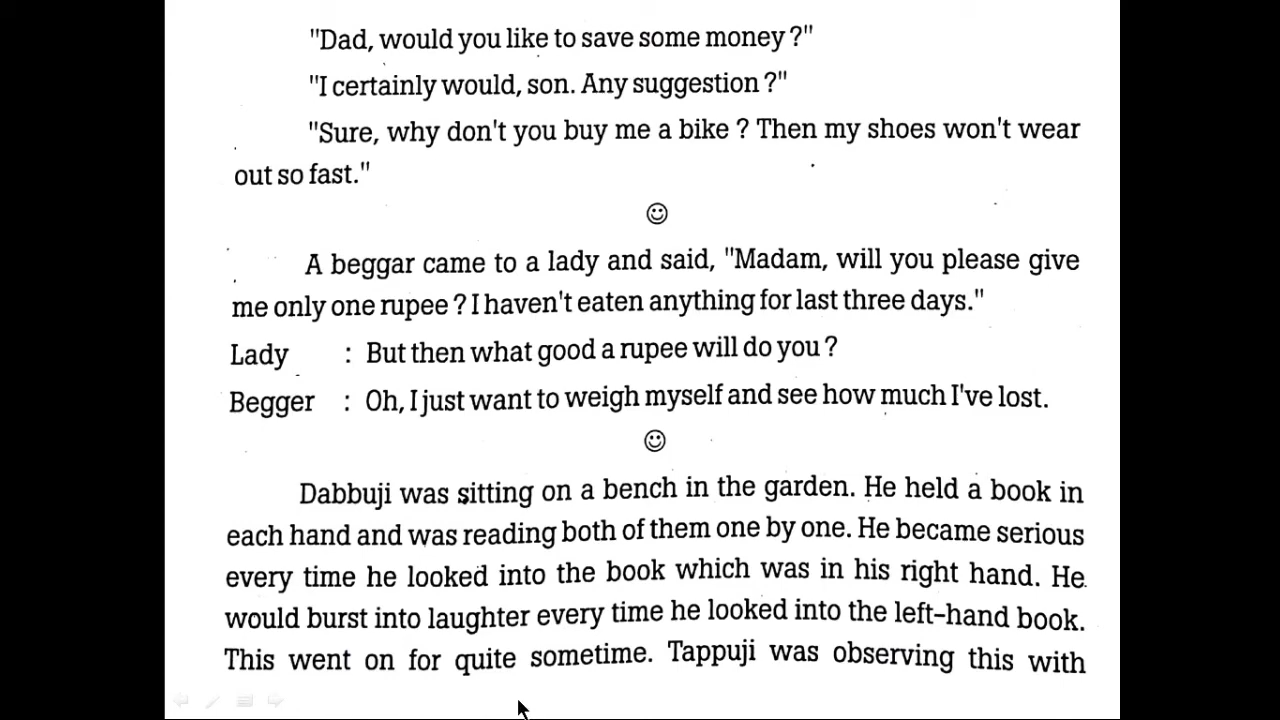 "Dad, would you like to save some money ?"
"I certainly would, son. Any suggestion ?"
"Sure, why don't you buy me a bike ? Then my shoes won't wear
out so fast."
☺
A beggar came to a lady and said, "Madam, will you please give
me only one rupee ? I haven't eaten anything for last three days."
Lady : But then what good a rupee will do you ?
Begger : Oh, I just want to weigh myself and see how much I've lost.
☺
Dabbuji was sitting on a bench in the garden. He held a book in
each hand and was reading both of them one by one. He became serious
every time he looked into the book which was in his right hand. He
would burst into laughter every time he looked into the left-hand book.
This went on for quite sometime. Tappuji was observing this with